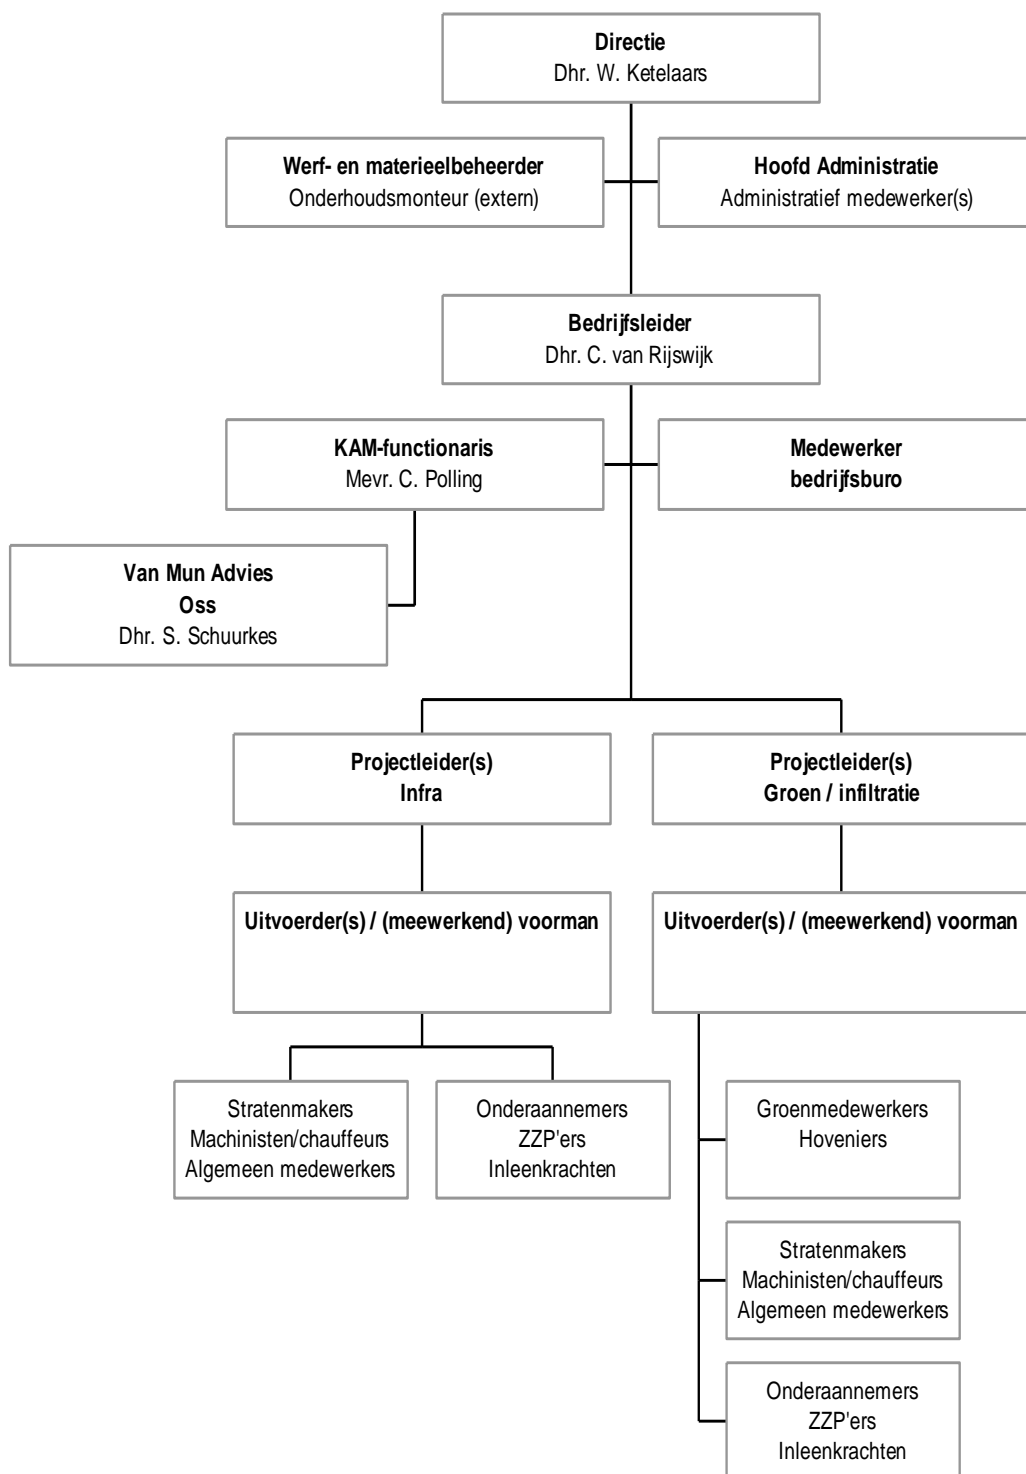 Directie
Dhr. W. Ketelaars
Werf- en materieelbeheerder
Onderhoudsmonteur (extern)
Hoofd Administratie
Administratief medewerker(s)
Bedrijfsleider
Dhr. C. van Rijswijk
KAM-functionaris
Mevr. C. Polling
Medewerker
bedrijfsburo
Van Mun Advies
Oss
Dhr. S. Schuurkes
Projectleider(s)
Infra
Projectleider(s)
Groen / infiltratie
Uitvoerder(s) / (meewerkend) voorman
Uitvoerder(s) / (meewerkend) voorman
Stratenmakers
Machinisten/chauffeurs
Algemeen medewerkers
Onderaannemers
ZZP'ers
Inleenkrachten
Groenmedewerkers
Hoveniers
Stratenmakers
Machinisten/chauffeurs
Algemeen medewerkers
Onderaannemers
ZZP'ers
Inleenkrachten